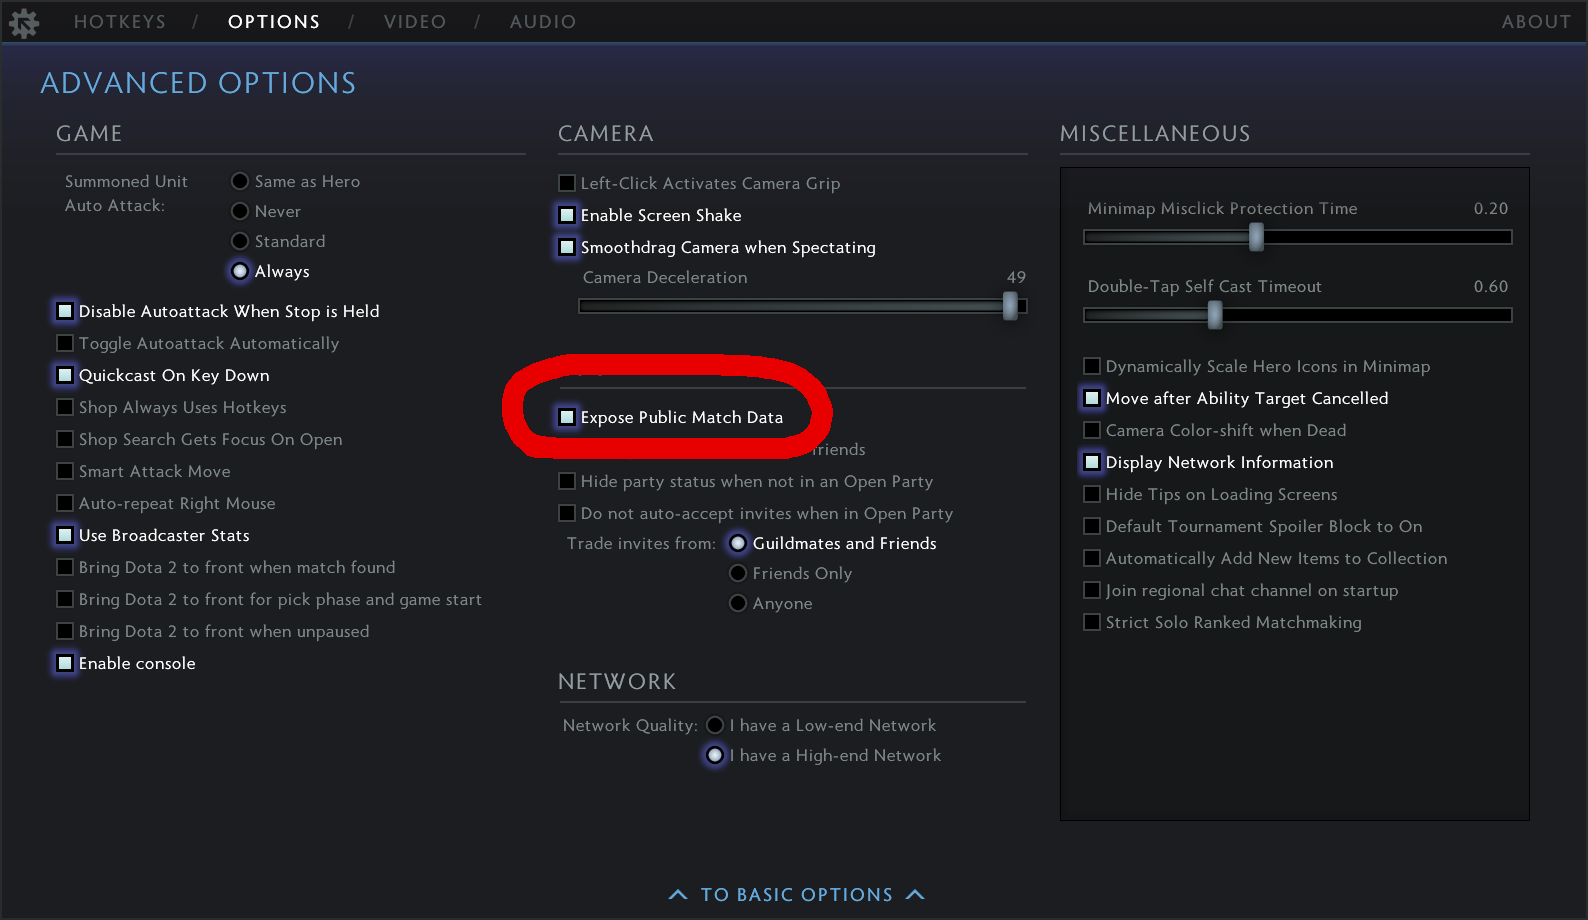 HOTKEYS / OPTIONS / VIDEO / AUDIO
ABOUT
ADVANCED OPTIONS
GAME
Summoned Unit
Auto Attack:
Same as Hero
Never
Standard
Always
Disable Autoattack When Stop is Held
Toggle Autoattack Automatically
Quickcast On Key Down
Shop Always Uses Hotkeys
Shop Search Gets Focus On Open
Smart Attack Move
Auto-repeat Right Mouse
Use Broadcaster Stats
Bring Dota 2 to front when match found
Bring Dota 2 to front for pick phase and game start
Bring Dota 2 to front when unpaused
Enable console
CAMERA
Left-Click Activates Camera Grip
Enable Screen Shake
Smoothdrag Camera when Spectating
Camera Deceleration 49
Expose Public Match Data
Hide party status when not in an Open Party
Do not auto-accept invites when in Open Party
Trade invites from: Guildmates and Friends
Friends Only
Anyone
NETWORK
Network Quality: I have a Low-end Network
I have a High-end Network
MISCELLANEOUS
Minimap Misclick Protection Time 0.20
Double-Tap Self Cast Timeout 0.60
Dynamically Scale Hero Icons in Minimap
Move after Ability Target Cancelled
Camera Color-shift when Dead
Display Network Information
Hide Tips on Loading Screens
Default Tournament Spoiler Block to On
Automatically Add New Items to Collection
Join regional chat channel on startup
Strict Solo Ranked Matchmaking
TO BASIC OPTIONS